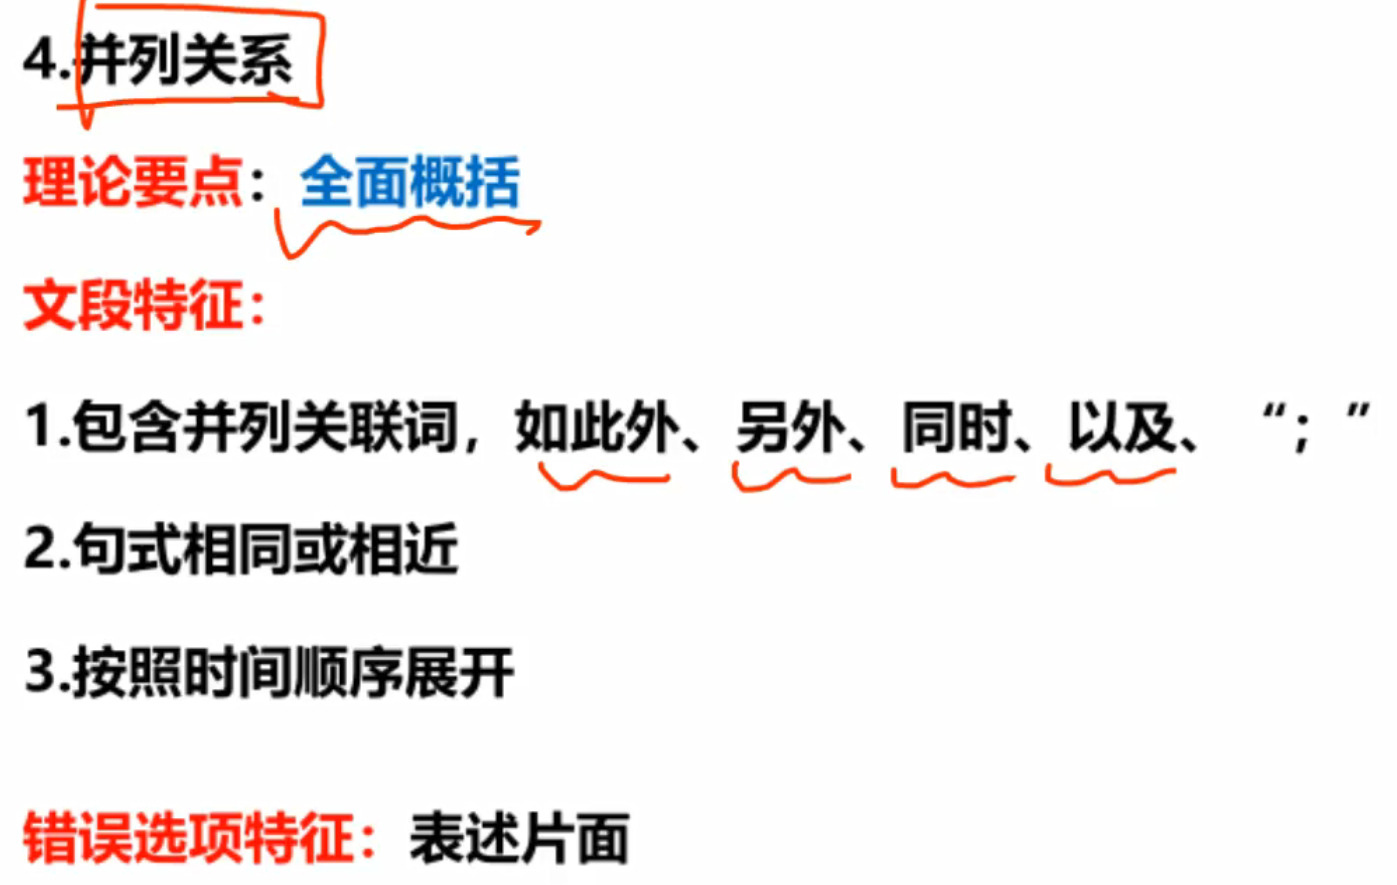 4.并列关系
理论要点：全面概括
文段特征：
1.包含并列关联词，如此外、另外、同时、以及、“；”
2.句式相同或相近
3.按照时间顺序展开
错误选项特征：表述片面